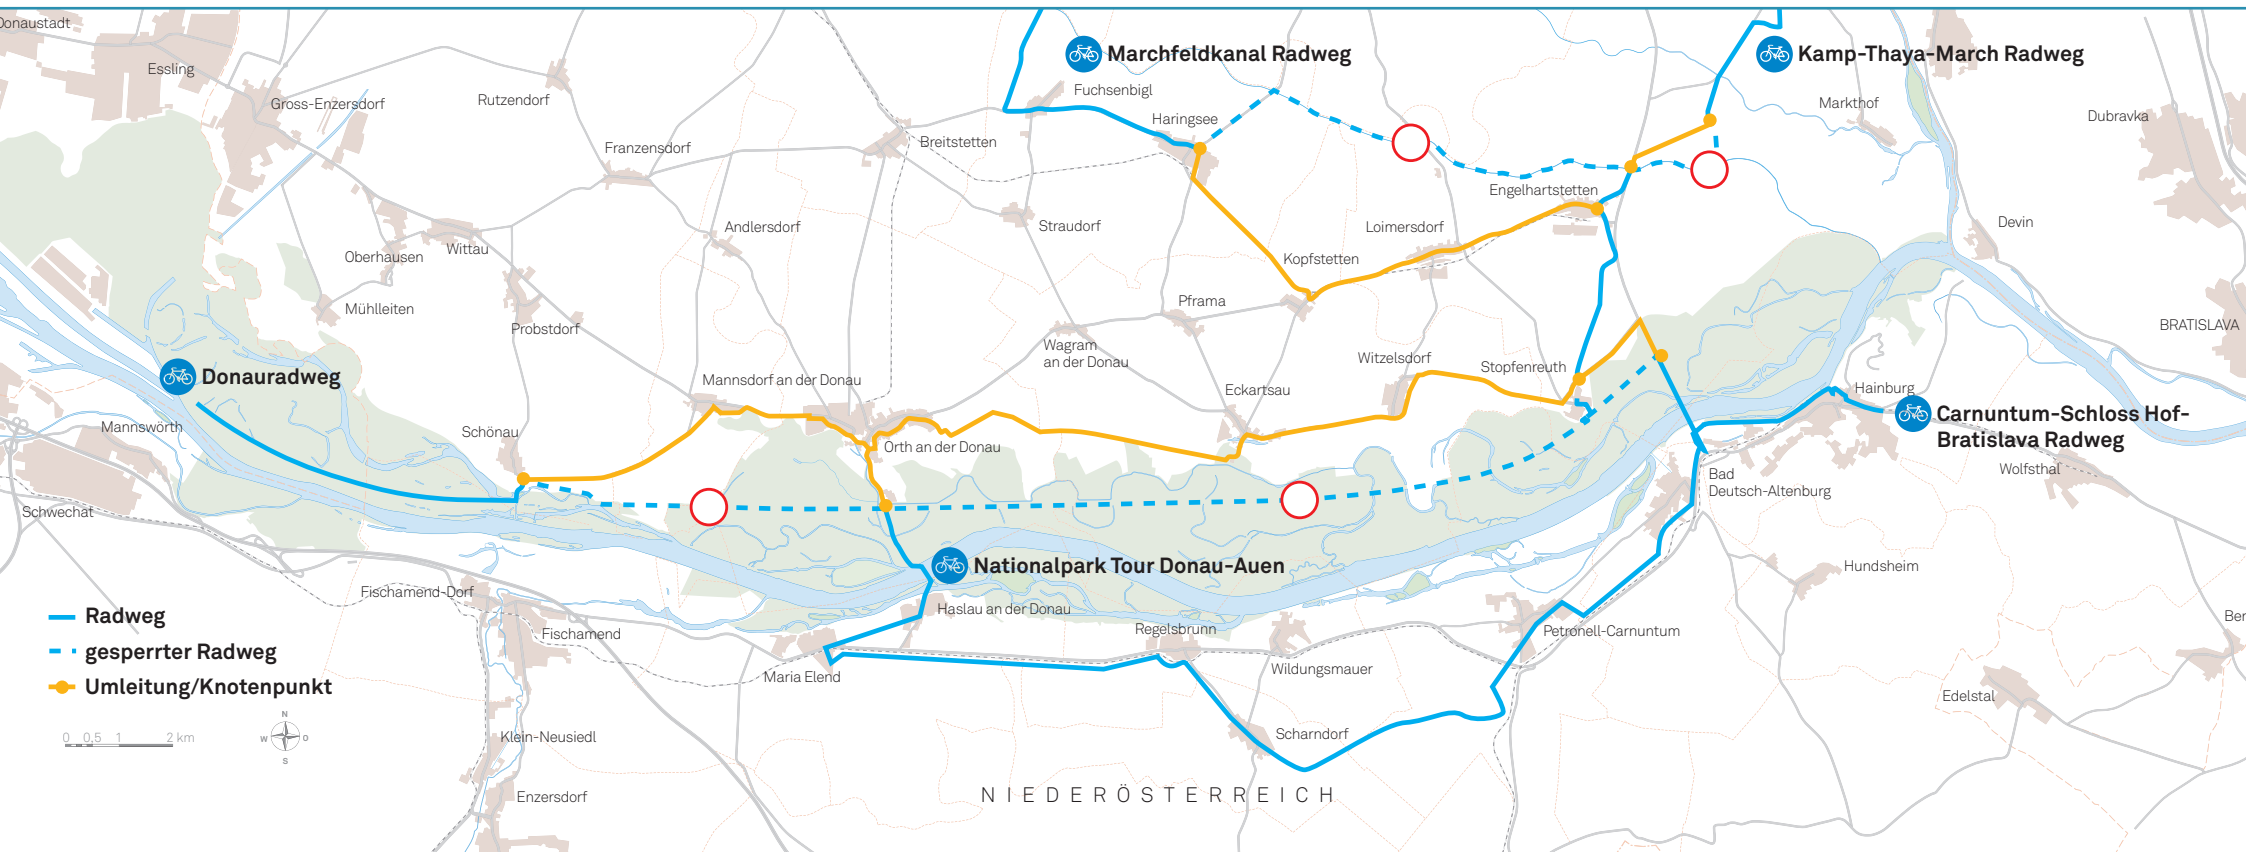 Donaustadt
Essling
Gross-Enzersdorf
Rutzendorf
Franzensdorf
Breitstetten
Fuchsenbigl
Marchfeldkanal Radweg
Haringsee
Kamp-Thaya-March Radweg
Markthof
Dubravka
Engelhartstetten
Devin
Andlersdorf
Straudorf
Loimersdorf
Oberhausen
Wittau
Kopfstetten
Mühlleiten
Probstdorf
Pframa
BRATISLAVA
Wagram
an der Donau
Witzelsdorf
Stopfenreuth
Donauradweg
Mannsdorf an der Donau
Eckartsau
Hainburg
Carnuntum-Schloss Hof-
Bratislava Radweg
Mannswörth
Schönau
Orth an der Donau
Wolfsthal
Bad
Deutsch-Altenburg
Schwechat
Nationalpark Tour Donau-Auen
Hundsheim
Fischamend-Dorf
Haslau an der Donau
Regelsbrunn
Petronell-Carnuntum
Ber
Fischamend
Wildungsmauer
Maria Elend
Edelstal
Scharndorf
Klein-Neusiedl
Enzersdorf
NIEDERÖSTERREICH
Radweg
gesperrter Radweg
Umleitung/Knotenpunkt
0 0,5 1 2 km
N
W O
S